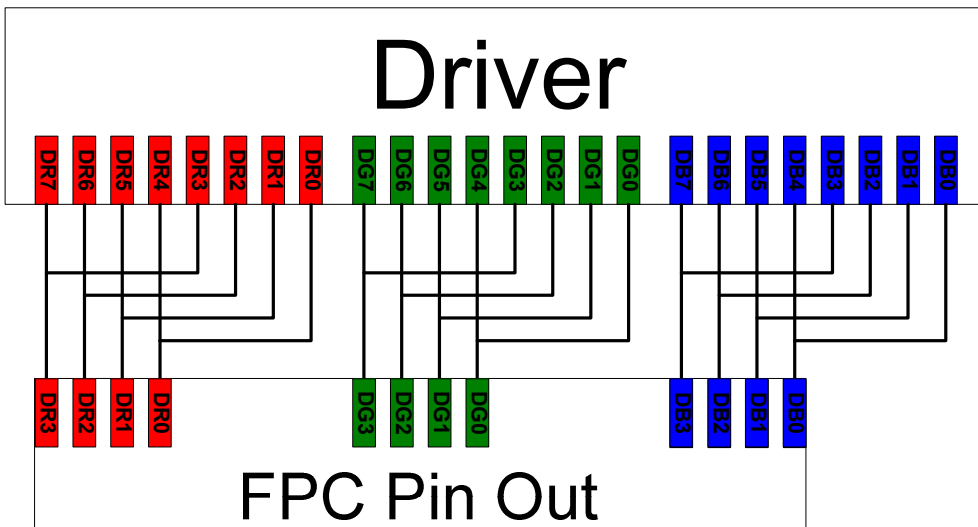 Driver
DR7 DR6 DR5 DR4 DR3 DR2 DR1 DR0 DG7 DG6 DG5 DG4 DG3 DG2 DG1 DG0 DB7 DB6 DB5 DB4 DB3 DB2 DB1 DB0
DR3 DR2 DR1 DR0 DG3 DG2 DG1 DG0 DB3 DB2 DB1 DB0
FPC Pin Out